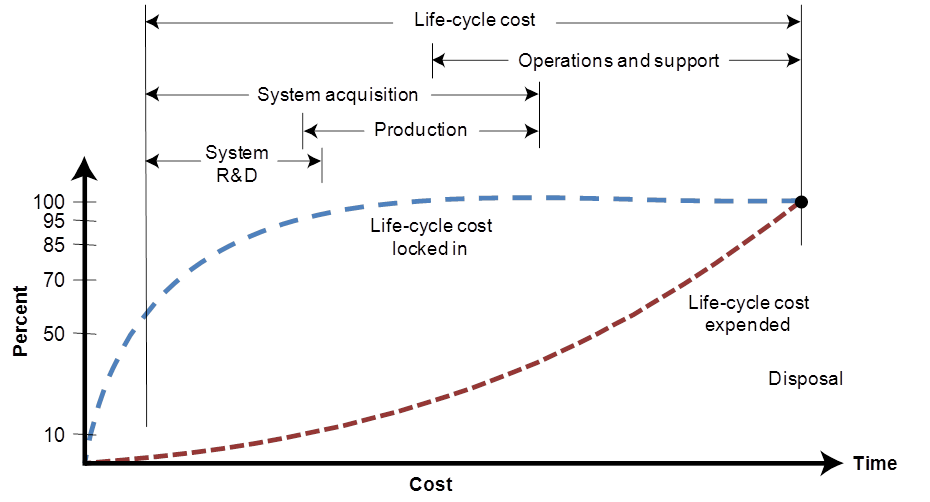 Life-cycle cost
Operations and support
System acquisition
Production
System
R&D
100
95
85
70
50
10
Percent
Life-cycle cost
locked in
Life-cycle cost
expended
Disposal
Time
Cost